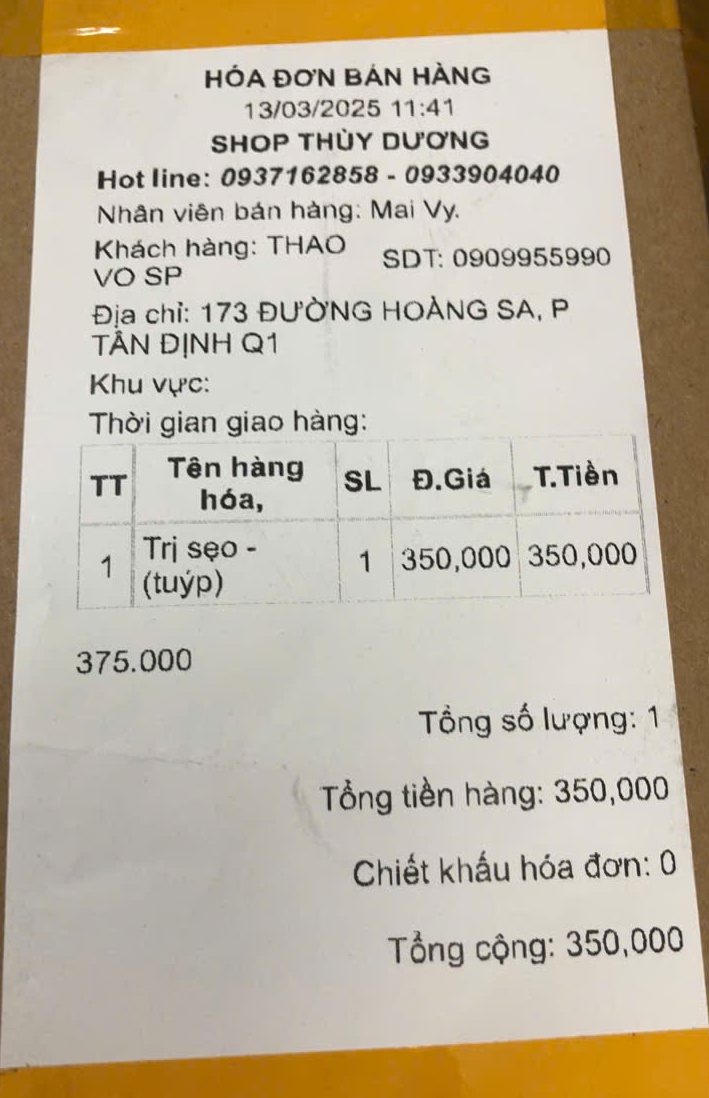 HÓA ĐƠN BÁN HÀNG
13/03/2025 11:41
SHOP THÙY DƯƠNG
Hot line: 0937162858 - 0933904040
Nhân viên bán hàng: Mai Vy.
Khách hàng: THAO VO SP SDT: 0909955990
Địa chỉ: 173 ĐƯỜNG HOÀNG SA, P
TÂN ĐỊNH Q1
Khu vực:
Thời gian giao hàng:
TT Tên hàng hóa, SL Đ.Giá T.Tiền
1 Trị sẹo - (tuýp) 1 350,000 350,000
375.000
Tổng số lượng: 1
Tổng tiền hàng: 350,000
Chiết khấu hóa đơn: 0
Tổng cộng: 350,000